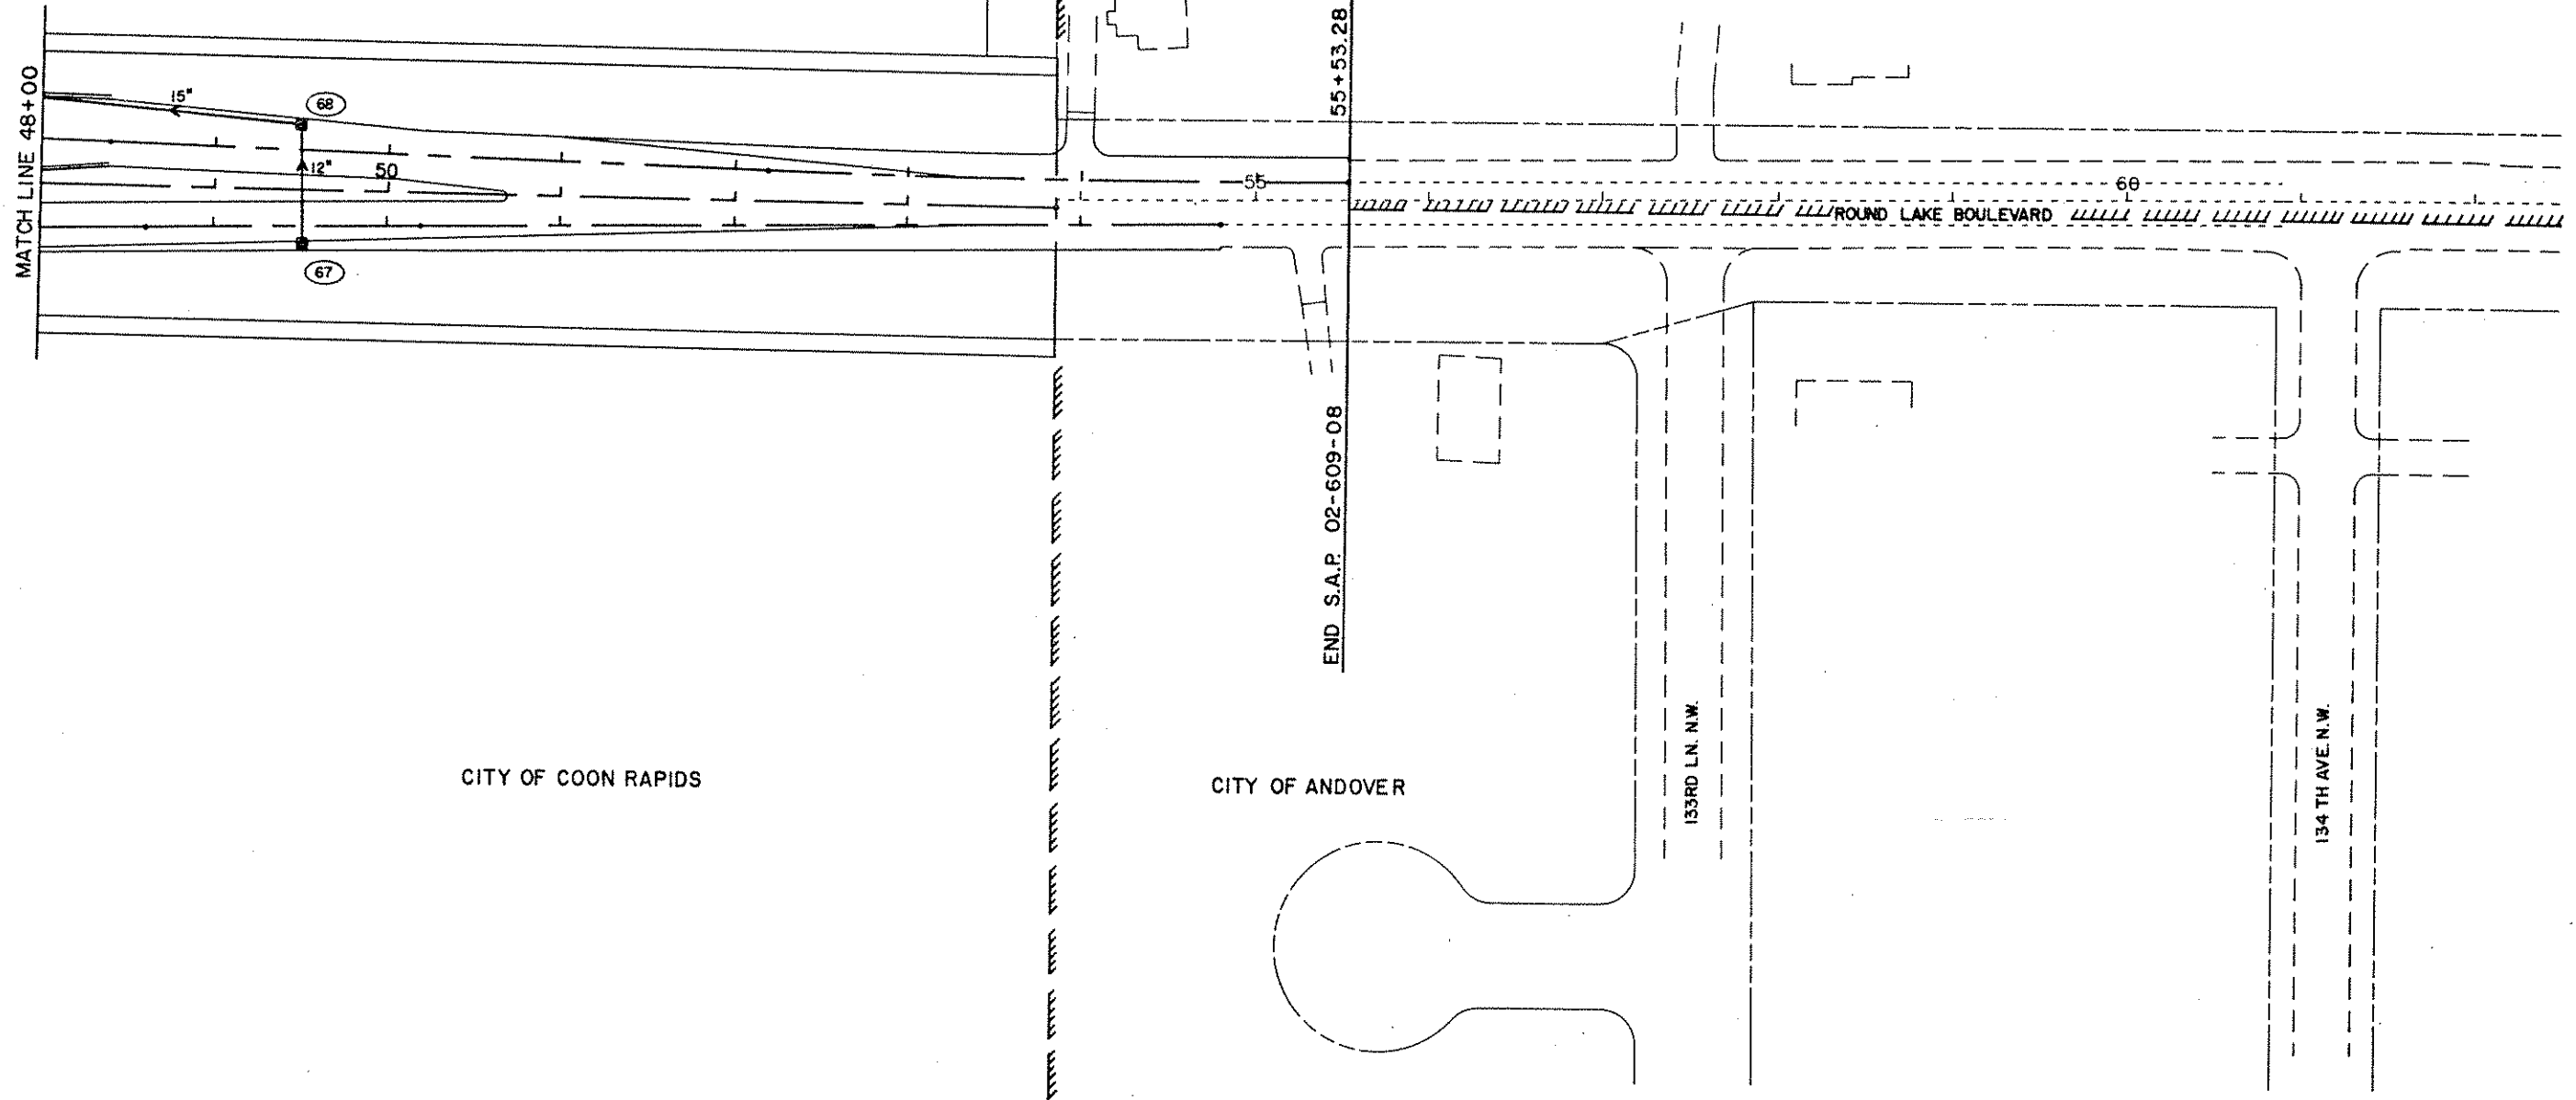 MATCH LINE 48+00
15"
68
12"
50
67
55+53.28
END S.A.P. 02-609-08
55
60
ROUND LAKE BOULEVARD
CITY OF COON RAPIDS
CITY OF ANDOVER
133RD LN. N.W.
134 TH AVE. N.W.